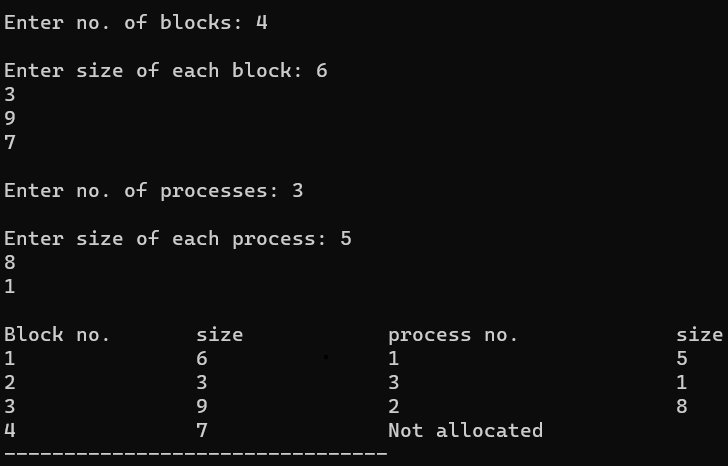 Enter no. of blocks: 4
Enter size of each block: 6
3
9
7
Enter no. of processes: 3
Enter size of each process: 5
8
1
Block no. size process no. size
1 6 1 5
2 3 3 1
3 9 2 8
4 7 Not allocated
--------------------------------